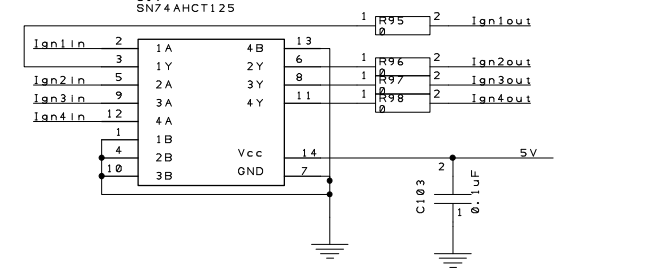 SN74AHCT125
1 R95 2 Ign1out
0
Ign1in 2 1A 4B 13
3 1Y 2Y 6 1 R96 2 Ign2out
0
Ign2in 5 2A 3Y 8 1 R97 2 Ign3out
0
Ign3in 9 3A 4Y 11 1 R98 2 Ign4out
0
Ign4in 12 4A
1 1B
4 2B Vcc 14 5V
10 3B GND 7
2
C103 0.1uF
1